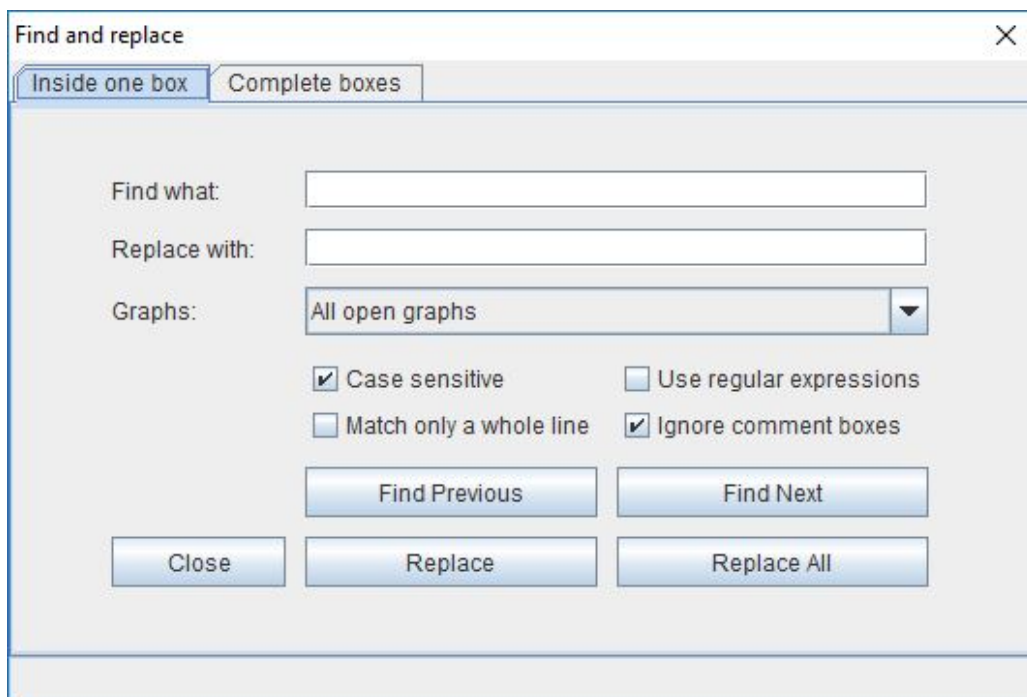 Find and replace
Inside one box Complete boxes
Find what:
Replace with:
Graphs: All open graphs
Case sensitive Use regular expressions
Match only a whole line Ignore comment boxes
Find Previous Find Next
Close Replace Replace All